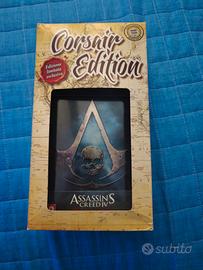 Corsair
Edition
Edizione
limitata
esclusiva
ASSASSIN'S
CREED IV
subito